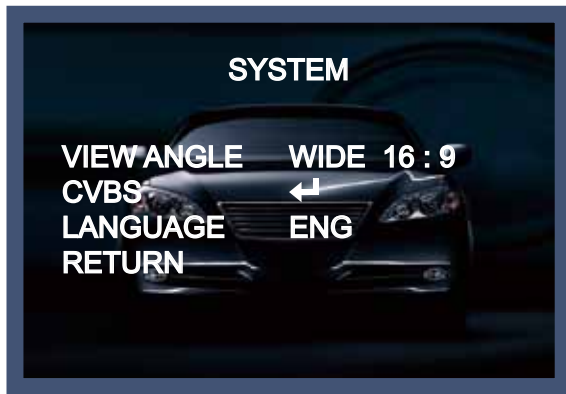 SYSTEM
VIEW ANGLE WIDE 16 : 9
CVBS ↵
LANGUAGE ENG
RETURN